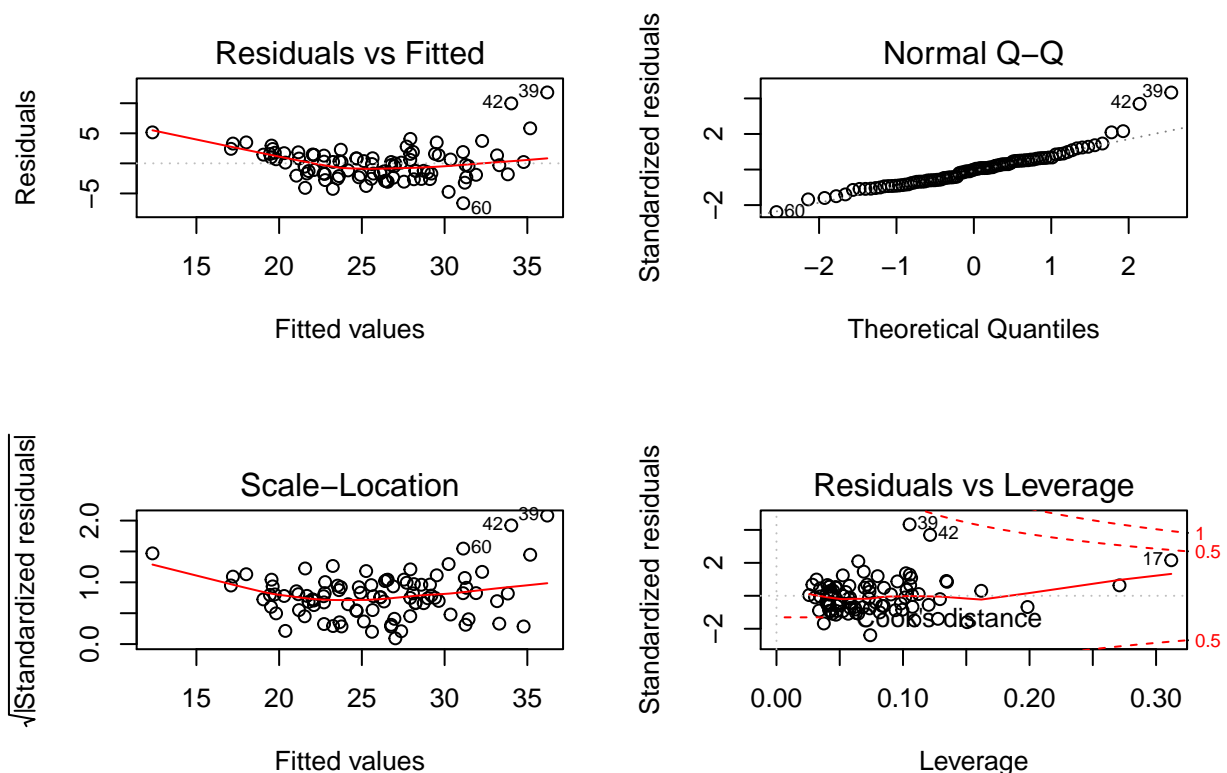 Residuals vs Fitted
Residuals
5
−5
42
39
60
15 20 25 30 35
Fitted values
Normal Q−Q
Standardized residuals
2
−2
42
39
60
−2 −1 0 1 2
Theoretical Quantiles
Scale−Location
√|Standardized residuals|
2.0
1.0
0.0
42
39
60
15 20 25 30 35
Fitted values
Residuals vs Leverage
Standardized residuals
2
−2
39
42
17
1
0.5
0.5
Cook's distance
0.00 0.10 0.20 0.30
Leverage